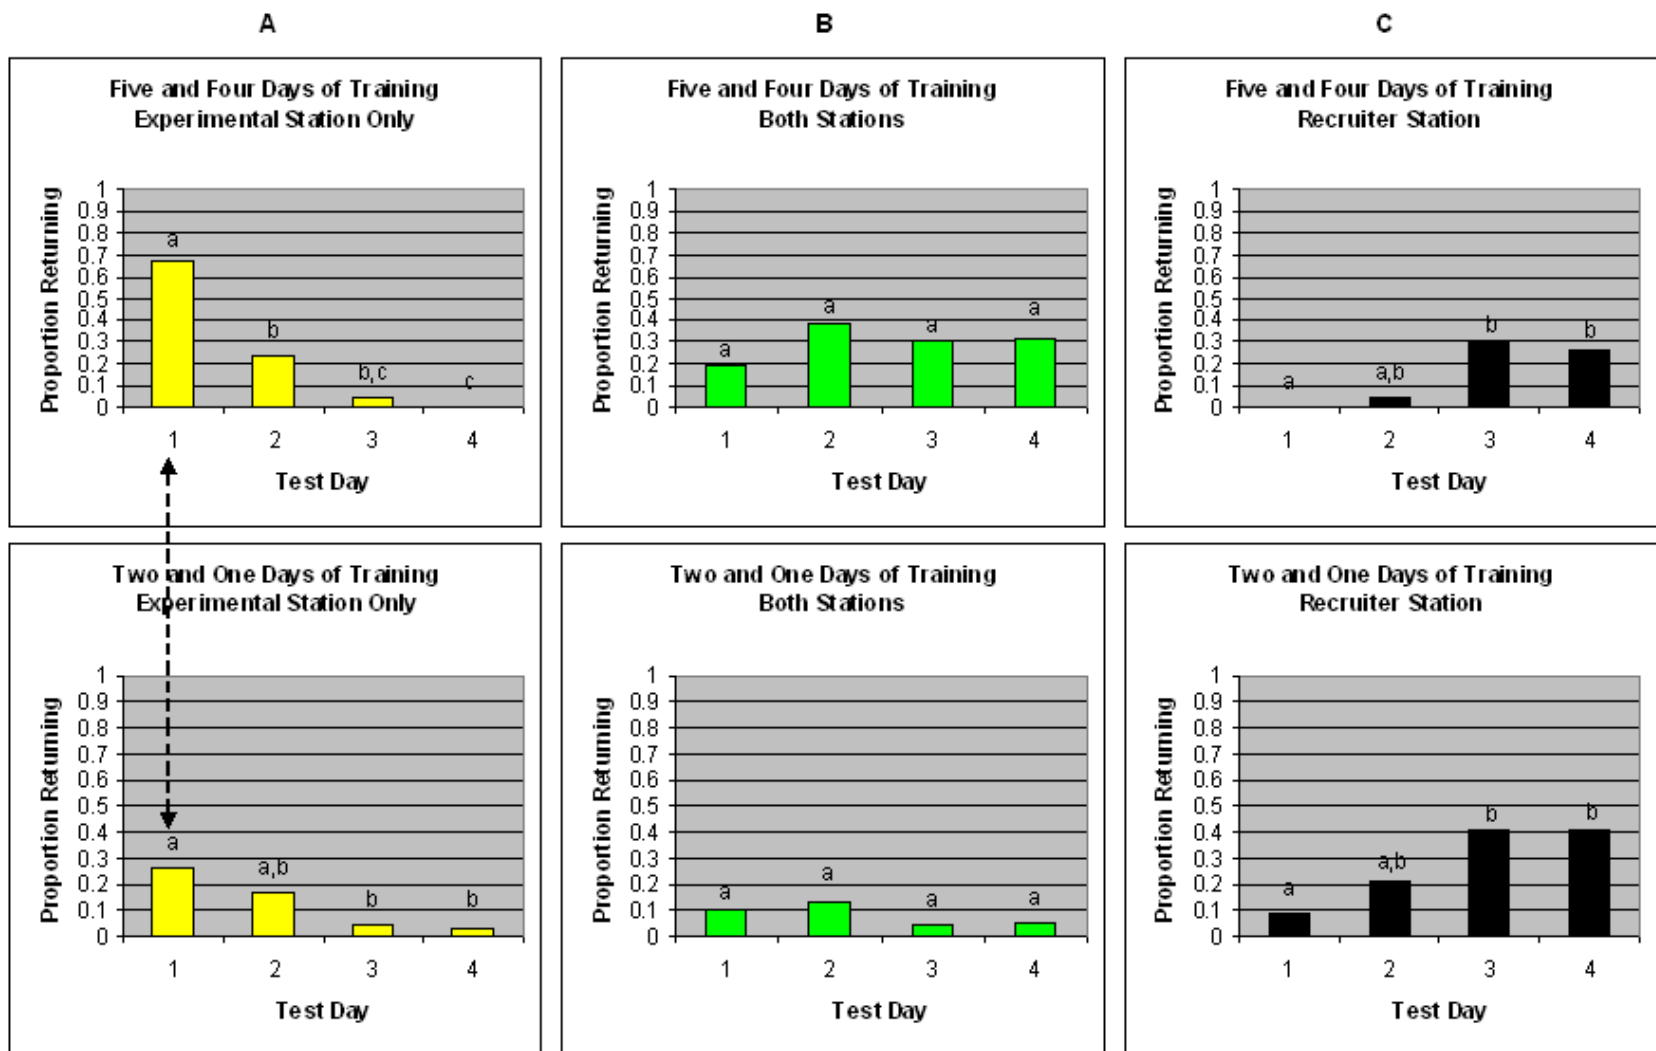 A
B
C
Five and Four Days of Training
Experimental Station Only
Proportion Returning
1
0.9
0.8
0.7
0.6
0.5
0.4
0.3
0.2
0.1
0
a
b
b,c
c
1 2 3 4
Test Day
Five and Four Days of Training
Both Stations
Proportion Returning
1
0.9
0.8
0.7
0.6
0.5
0.4
0.3
0.2
0.1
0
a
a
a
a
1 2 3 4
Test Day
Five and Four Days of Training
Recruiter Station
Proportion Returning
1
0.9
0.8
0.7
0.6
0.5
0.4
0.3
0.2
0.1
0
a
a,b
b
b
1 2 3 4
Test Day
Two and One Days of Training
Experimental Station Only
Proportion Returning
1
0.9
0.8
0.7
0.6
0.5
0.4
0.3
0.2
0.1
0
a
a,b
b
b
1 2 3 4
Test Day
Two and One Days of Training
Both Stations
Proportion Returning
1
0.9
0.8
0.7
0.6
0.5
0.4
0.3
0.2
0.1
0
a
a
a
a
1 2 3 4
Test Day
Two and One Days of Training
Recruiter Station
Proportion Returning
1
0.9
0.8
0.7
0.6
0.5
0.4
0.3
0.2
0.1
0
a
a,b
b
b
1 2 3 4
Test Day